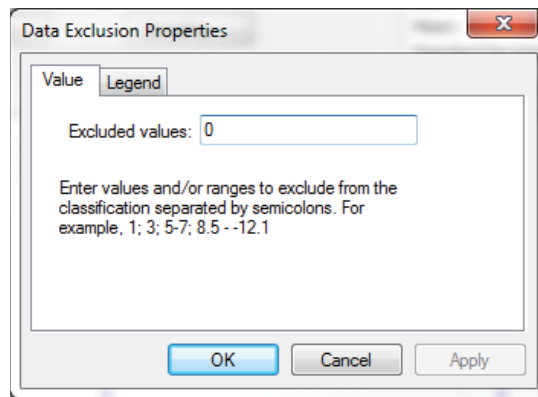 Data Exclusion Properties
Value
Legend
Excluded values: 0
Enter values and/or ranges to exclude from the
classification separated by semicolons. For
example, 1; 3; 5-7; 8.5 - -12.1
OK
Cancel
Apply